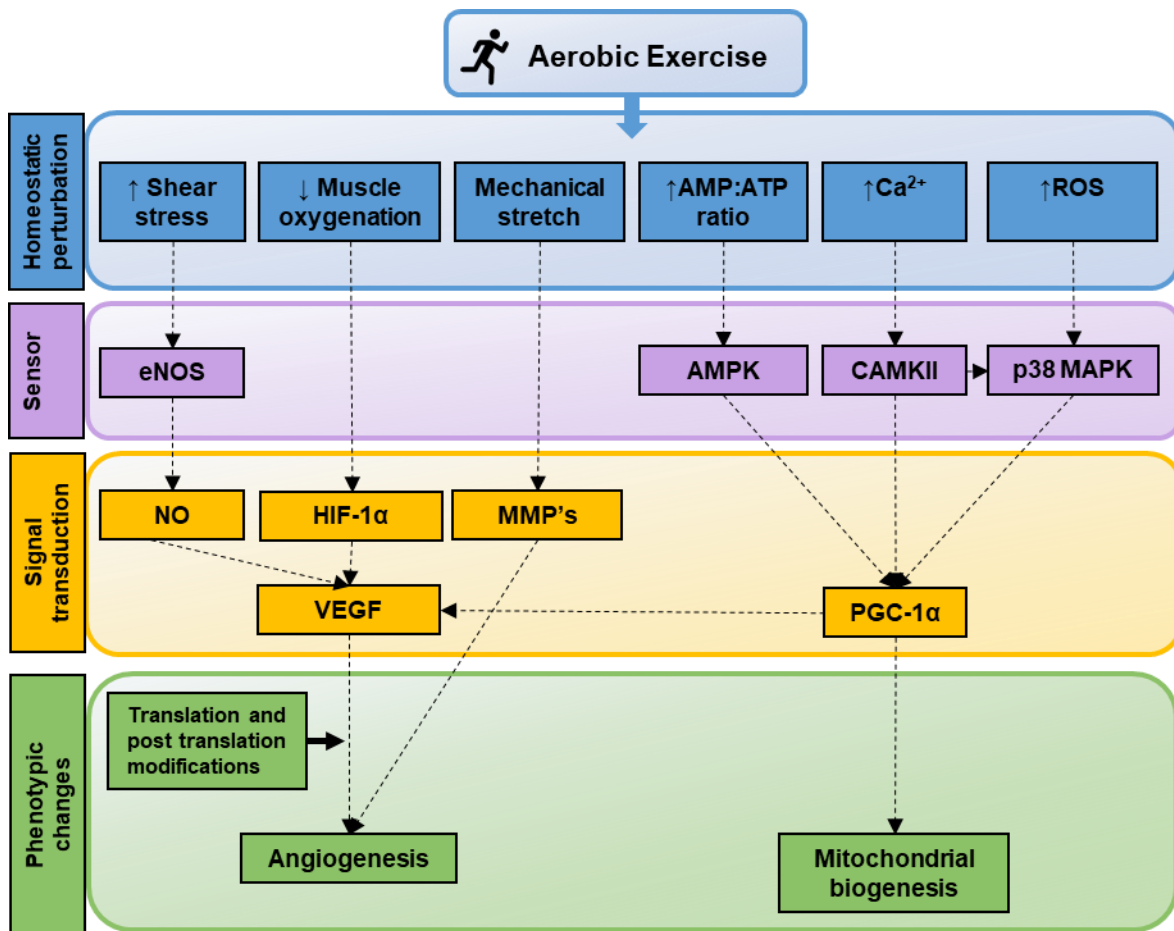 Aerobic Exercise
Homeostatic
perturbation
↑ Shear
stress
↓ Muscle
oxygenation
Mechanical
stretch
↑AMP:ATP
ratio
↑Ca²⁺
↑ROS
Sensor
eNOS
AMPK
CAMKII
p38 MAPK
Signal
transduction
NO
HIF-1α
MMP's
VEGF
PGC-1α
Phenotypic
changes
Translation and
post translation
modifications
Angiogenesis
Mitochondrial
biogenesis